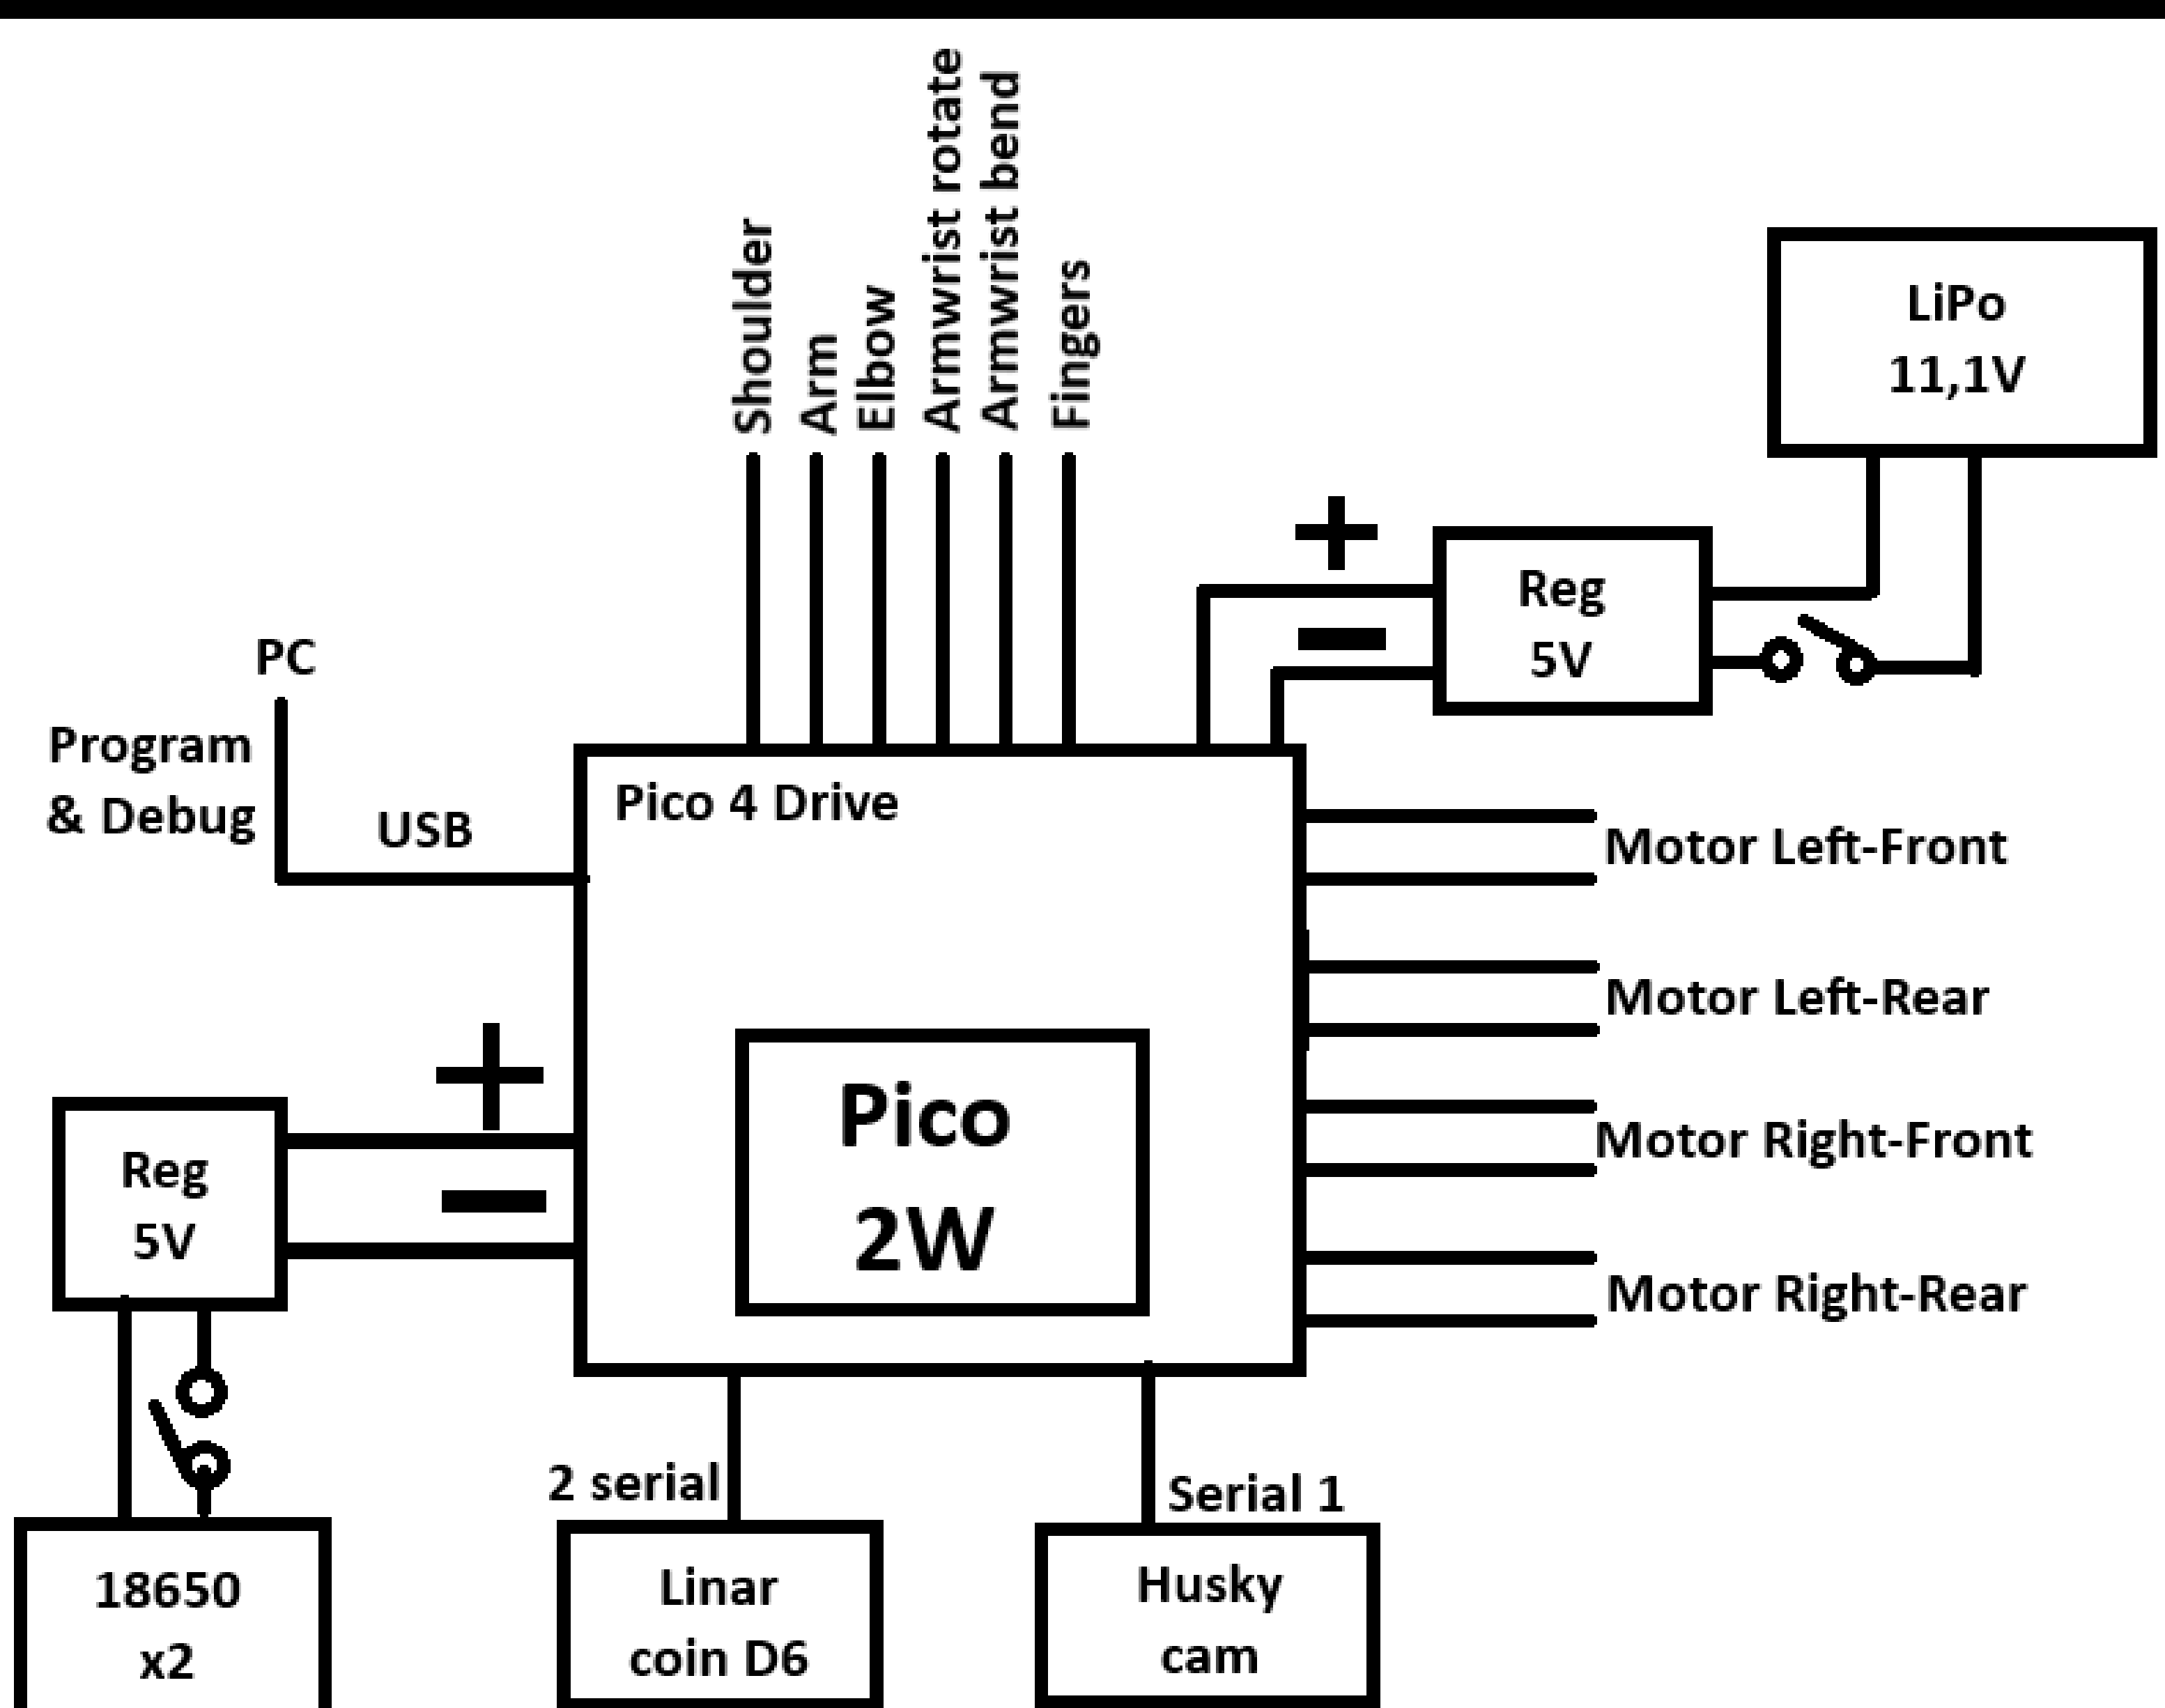 Shoulder
Arm
Elbow
Armwrist rotate
Armwrist bend
Fingers
LiPo
11,1V
+
Reg
5V
−
PC
Program
& Debug
USB
Pico 4 Drive
Motor Left-Front
Motor Left-Rear
Motor Right-Front
Motor Right-Rear
+
−
Reg
5V
Pico
2W
2 serial
Serial 1
18650
x2
Linar
coin D6
Husky
cam